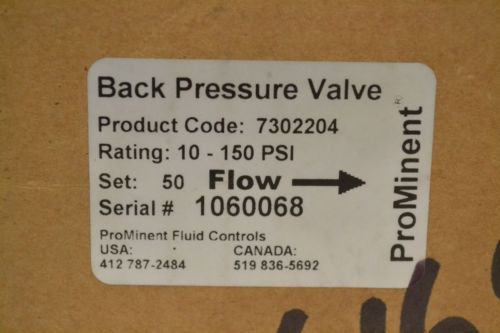 Back Pressure Valve
Product Code: 7302204
Rating: 10 - 150 PSI
Set: 50 Flow
Serial # 1060068
ProMinent Fluid Controls
USA: CANADA:
412 787-2484 519 836-5692
ProMinent®